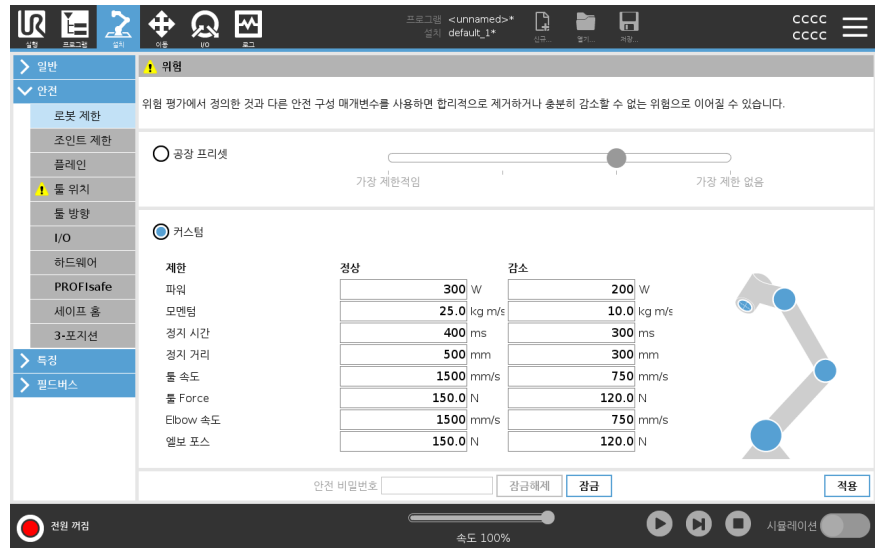 UR
프로그램 <unnamed>*
설치 default_1*
cccc
cccc
실행
프로그램
설치
이동
I/O
로그
신규...
열기...
저장...
일반
안전
로봇 제한
조인트 제한
플레인
툴 위치
툴 방향
I/O
하드웨어
PROFIsafe
세이프 홈
3-포지션
특징
필드버스
위험
위험 평가에서 정의한 것과 다른 안전 구성 매개변수를 사용하면 합리적으로 제거하거나 충분히 감소할 수 없는 위험으로 이어질 수 있습니다.
공장 프리셋
가장 제한적임 가장 제한 없음
커스텀
제한 정상 감소
파워 300 W 200 W
모멘텀 25.0 kg m/s 10.0 kg m/s
정지 시간 400 ms 300 ms
정지 거리 500 mm 300 mm
툴 속도 1500 mm/s 750 mm/s
툴 Force 150.0 N 120.0 N
Elbow 속도 1500 mm/s 750 mm/s
엘보 포스 150.0 N 120.0 N
안전 비밀번호 잠금해제 잠금 적용
전원 꺼짐
속도 100%
시뮬레이션